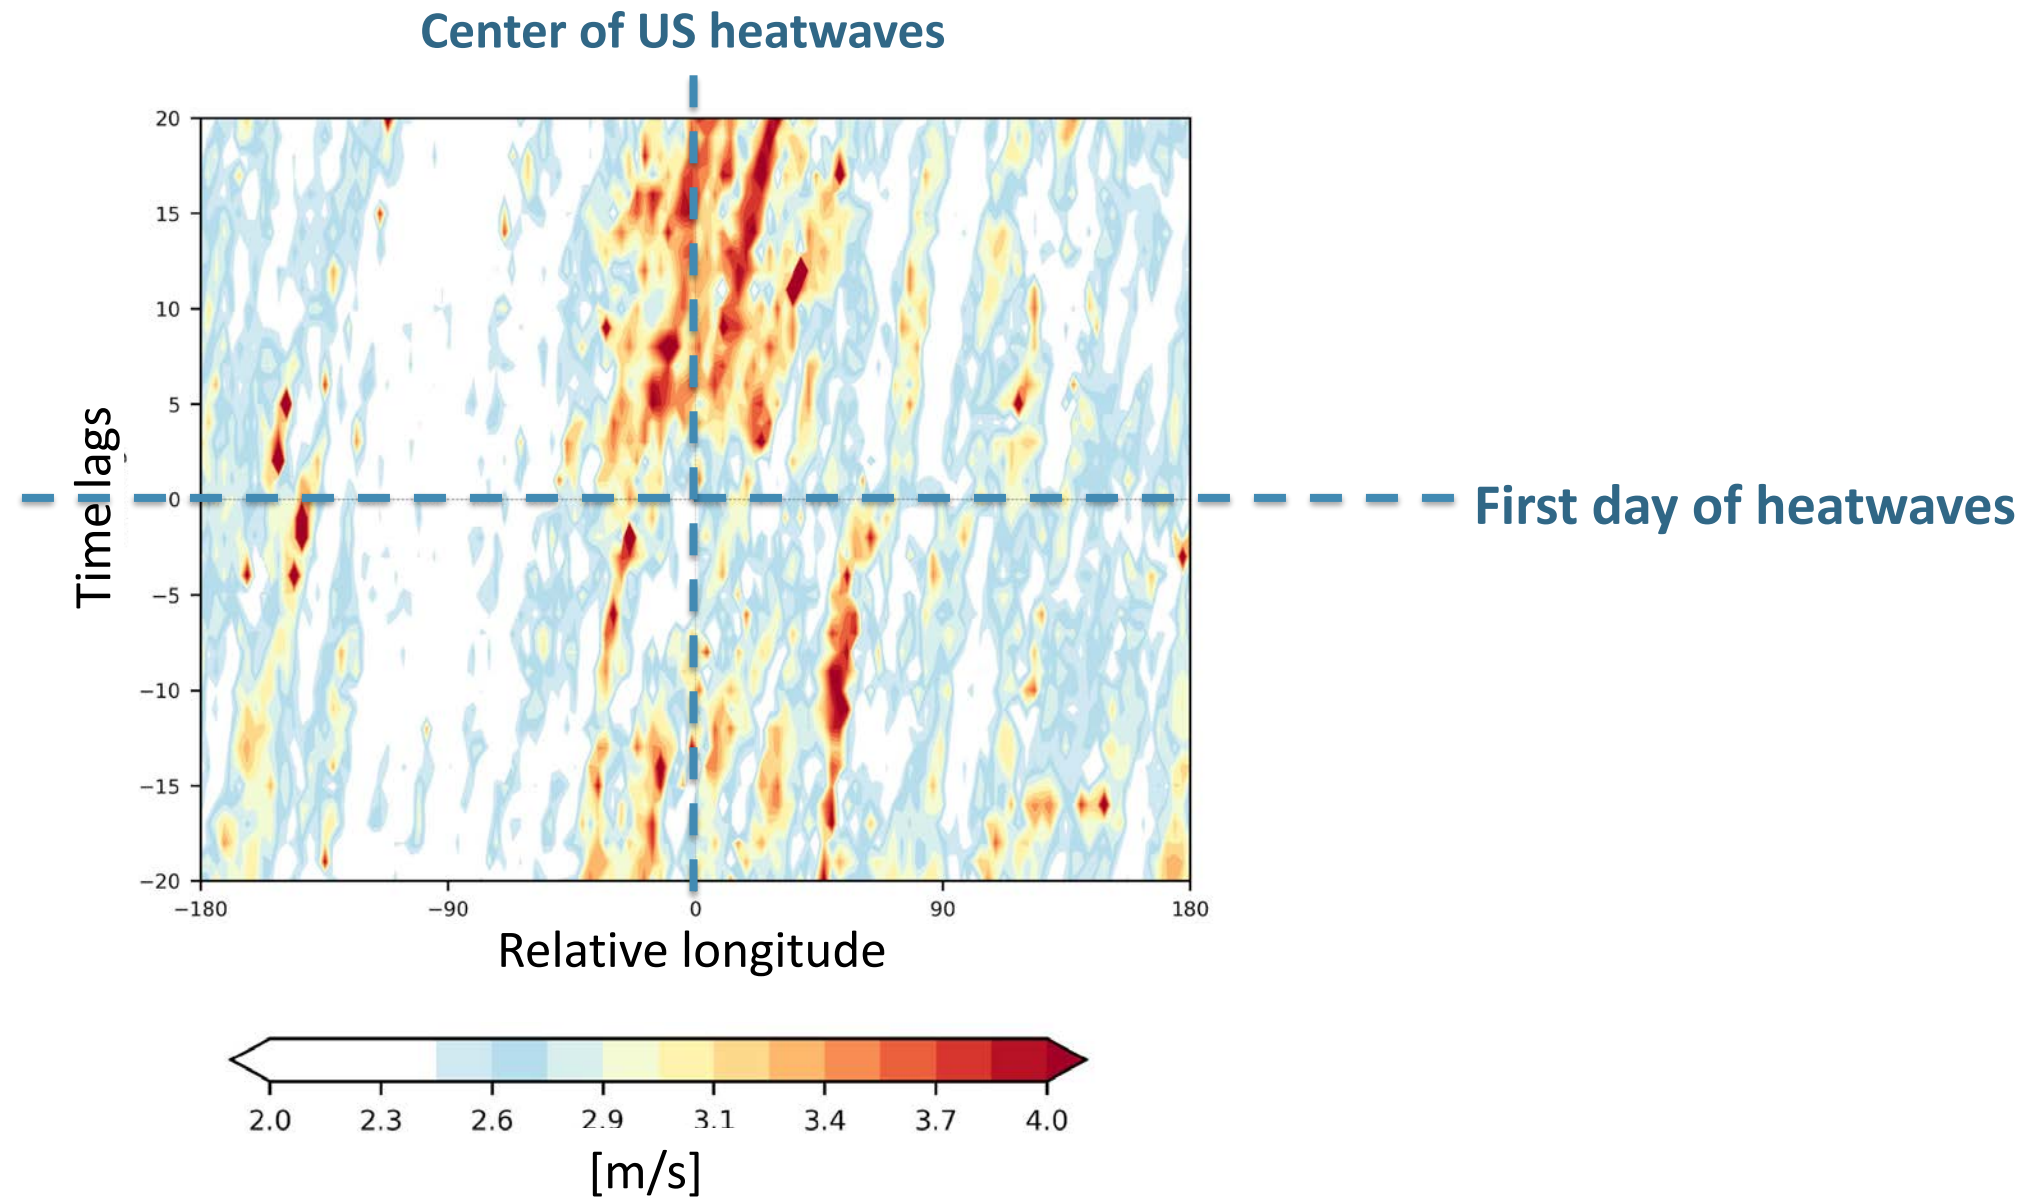 Center of US heatwaves
20
15
10
5
0
−5
−10
−15
−20
Time lags
First day of heatwaves
−180 −90 0 90 180
Relative longitude
2.0 2.3 2.6 2.9 3.1 3.4 3.7 4.0
[m/s]